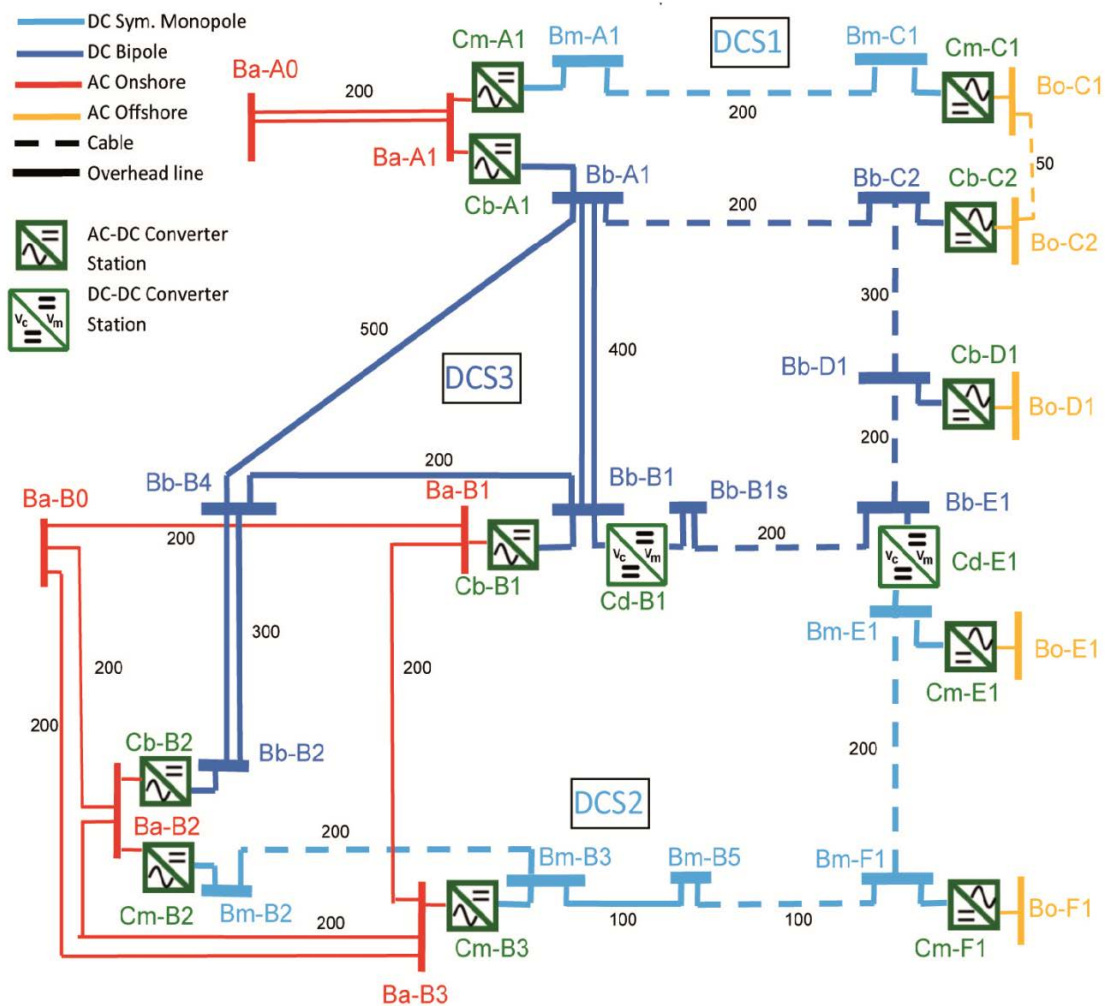 DC Sym. Monopole
DC Bipole
AC Onshore
AC Offshore
Cable
Overhead line
AC-DC Converter
Station
DC-DC Converter
Station
Vc
Vm
Ba-A0
200
Ba-A1
Cm-A1
Bm-A1
DCS1
Bm-C1
Cm-C1
Bo-C1
200
Cb-A1
Bb-A1
200
Bb-C2
Cb-C2
50
Bo-C2
500
400
300
DCS3
Bb-D1
Cb-D1
Bo-D1
200
Bb-B4
200
Ba-B1
Bb-B1
Bb-B1s
Bb-E1
Ba-B0
200
Cb-B1
Vc
Vm
Cd-B1
200
Vc
Vm
Cd-E1
300
200
200
200
Bm-E1
Cm-E1
Bo-E1
200
Cb-B2
Bb-B2
Ba-B2
DCS2
200
Cm-B2
Bm-B2
Bm-B3
Bm-B5
Bm-F1
Bo-F1
200
Cm-B3
100
100
Cm-F1
Ba-B3